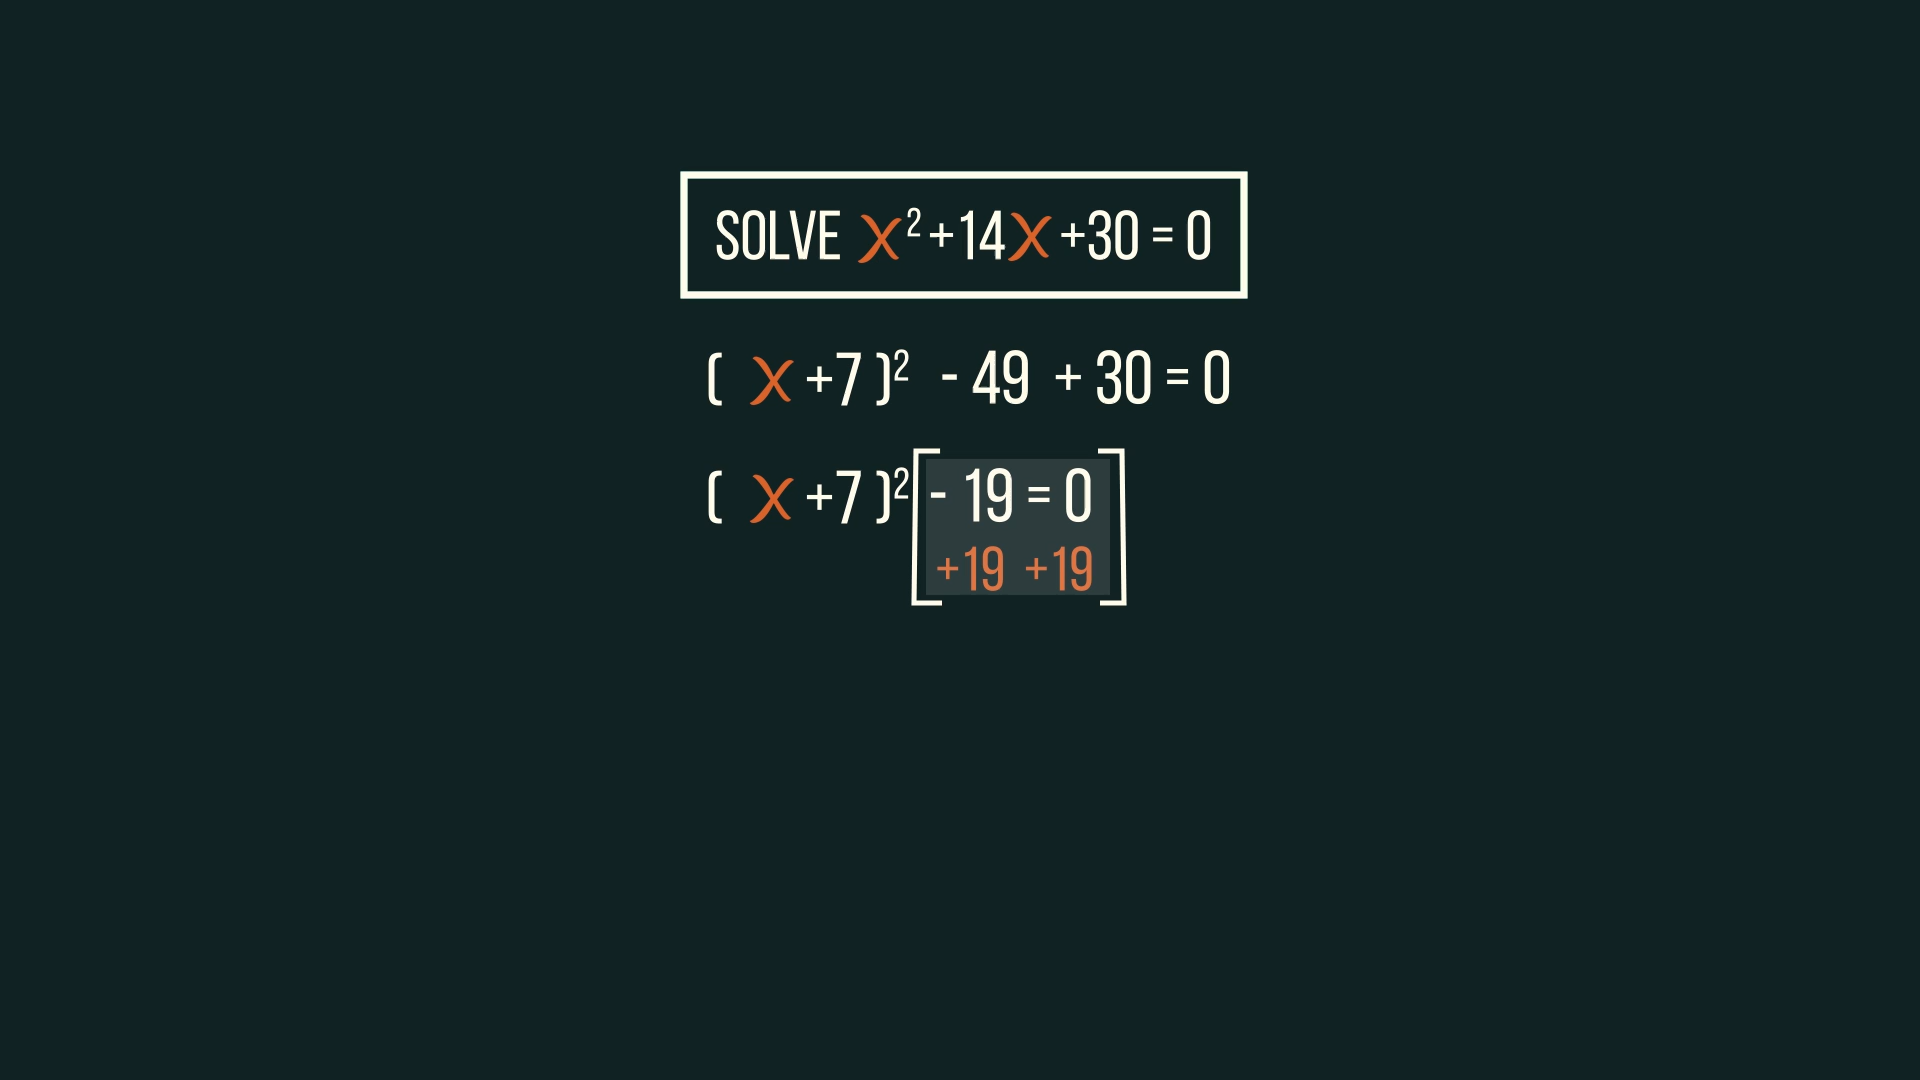 SOLVE x²+14x+30 = 0
( x+7 )² - 49 + 30 = 0
( x+7 )² - 19 = 0
+19 +19